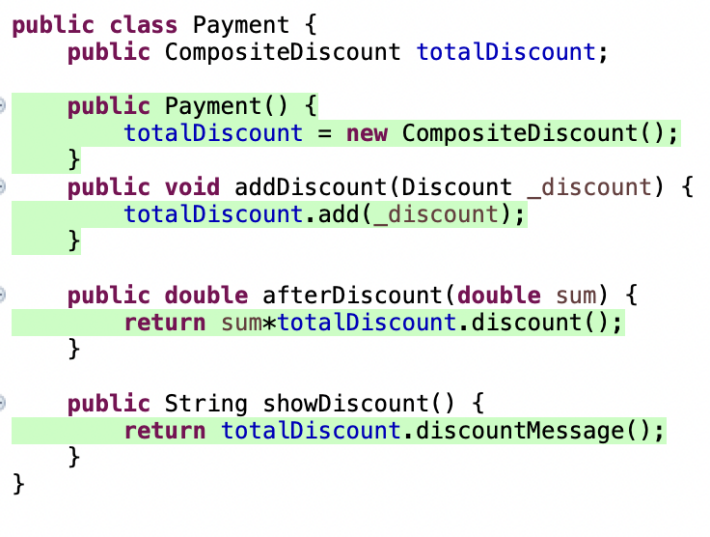 public class Payment {
    public CompositeDiscount totalDiscount;
    public Payment() {
        totalDiscount = new CompositeDiscount();
    }
    public void addDiscount(Discount _discount) {
        totalDiscount.add(_discount);
    }
    public double afterDiscount(double sum) {
        return sum*totalDiscount.discount();
    }
    public String showDiscount() {
        return totalDiscount.discountMessage();
    }
}